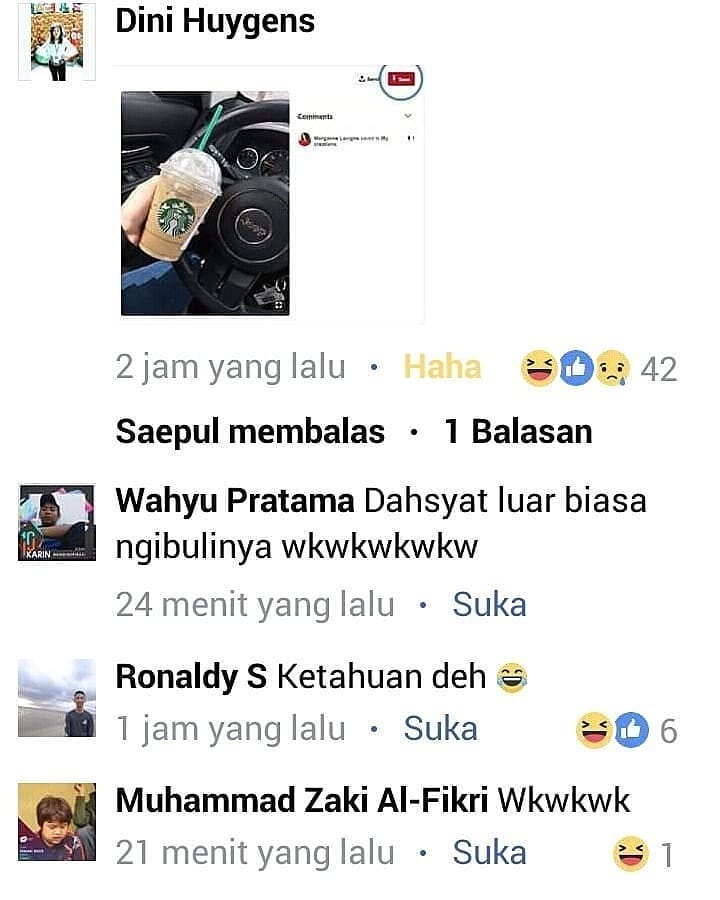 Dini Huygens
Send
Save
Comments
Morganne Lavigne saved to My
creations
2 jam yang lalu · Haha 42
Saepul membalas · 1 Balasan
Wahyu Pratama Dahsyat luar biasa
ngibulinya wkwkwkwkw
KARIN
24 menit yang lalu · Suka
Ronaldy S Ketahuan deh 😂
1 jam yang lalu · Suka 6
Muhammad Zaki Al-Fikri Wkwkwk
21 menit yang lalu · Suka 1